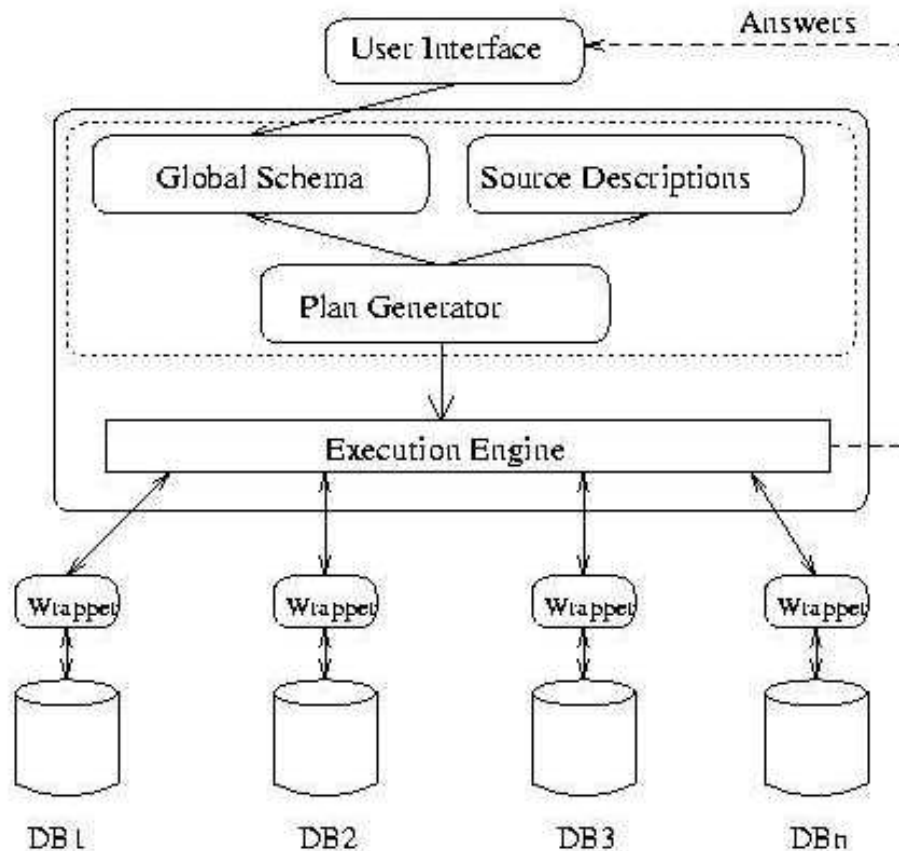 Answers
User Interface
Global Schema
Source Descriptions
Plan Generator
Execution Engine
Wrapper
Wrapper
Wrapper
Wrapper
DB1
DB2
DB3
DBn